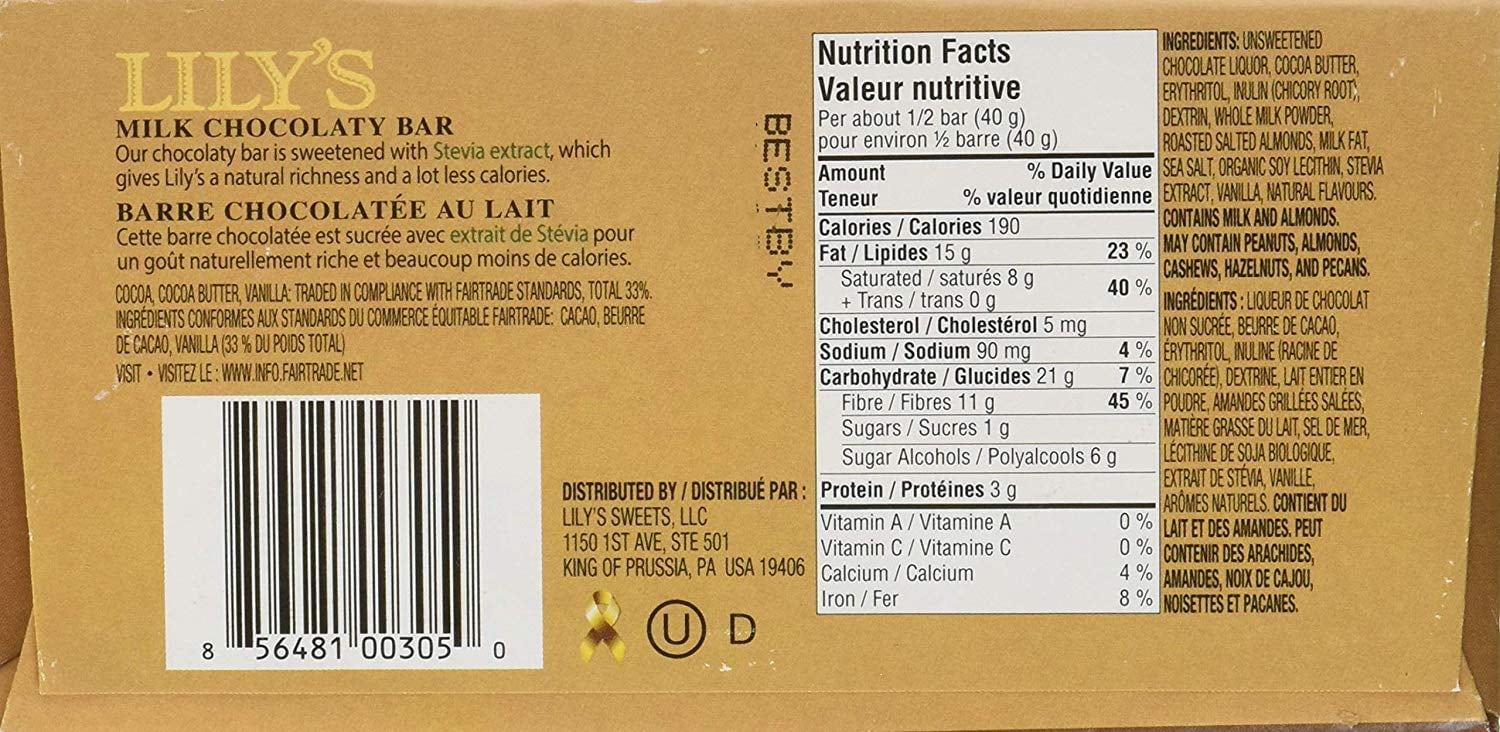 LILY'S
MILK CHOCOLATY BAR
Our chocolaty bar is sweetened with Stevia extract, which
gives Lily's a natural richness and a lot less calories.
BARRE CHOCOLATÉE AU LAIT
Cette barre chocolatée est sucrée avec extrait de Stévia pour
un goût naturellement riche et beaucoup moins de calories.
COCOA, COCOA BUTTER, VANILLA: TRADED IN COMPLIANCE WITH FAIRTRADE STANDARDS, TOTAL 33%.
INGRÉDIENTS CONFORMES AUX STANDARDS DU COMMERCE ÉQUITABLE FAIRTRADE: CACAO, BEURRE
DE CACAO, VANILLA (33 % DU POIDS TOTAL)
VISIT • VISITEZ LE : WWW.INFO.FAIRTRADE.NET
8 56481 00305 0
BEST BY
DISTRIBUTED BY / DISTRIBUÉ PAR :
LILY'S SWEETS, LLC
1150 1ST AVE, STE 501
KING OF PRUSSIA, PA USA 19406
U D
Nutrition Facts
Valeur nutritive
Per about 1/2 bar (40 g)
pour environ ½ barre (40 g)
Amount % Daily Value
Teneur % valeur quotidienne
Calories / Calories 190
Fat / Lipides 15 g 23 %
Saturated / saturés 8 g
+ Trans / trans 0 g 40 %
Cholesterol / Cholestérol 5 mg
Sodium / Sodium 90 mg 4 %
Carbohydrate / Glucides 21 g 7 %
Fibre / Fibres 11 g 45 %
Sugars / Sucres 1 g
Sugar Alcohols / Polyalcools 6 g
Protein / Protéines 3 g
Vitamin A / Vitamine A 0 %
Vitamin C / Vitamine C 0 %
Calcium / Calcium 4 %
Iron / Fer 8 %
INGREDIENTS: UNSWEETENED
CHOCOLATE LIQUOR, COCOA BUTTER,
ERYTHRITOL, INULIN (CHICORY ROOT),
DEXTRIN, WHOLE MILK POWDER,
ROASTED SALTED ALMONDS, MILK FAT,
SEA SALT, ORGANIC SOY LECITHIN, STEVIA
EXTRACT, VANILLA, NATURAL FLAVOURS.
CONTAINS MILK AND ALMONDS.
MAY CONTAIN PEANUTS, ALMONDS,
CASHEWS, HAZELNUTS, AND PECANS.
INGRÉDIENTS : LIQUEUR DE CHOCOLAT
NON SUCRÉE, BEURRE DE CACAO,
ÉRYTHRITOL, INULINE (RACINE DE
CHICORÉE), DEXTRINE, LAIT ENTIER EN
POUDRE, AMANDES GRILLÉES SALÉES,
MATIÈRE GRASSE DU LAIT, SEL DE MER,
LÉCITHINE DE SOJA BIOLOGIQUE,
EXTRAIT DE STÉVIA, VANILLE,
ARÔMES NATURELS. CONTIENT DU
LAIT ET DES AMANDES. PEUT
CONTENIR DES ARACHIDES,
AMANDES, NOIX DE CAJOU,
NOISETTES ET PACANES.